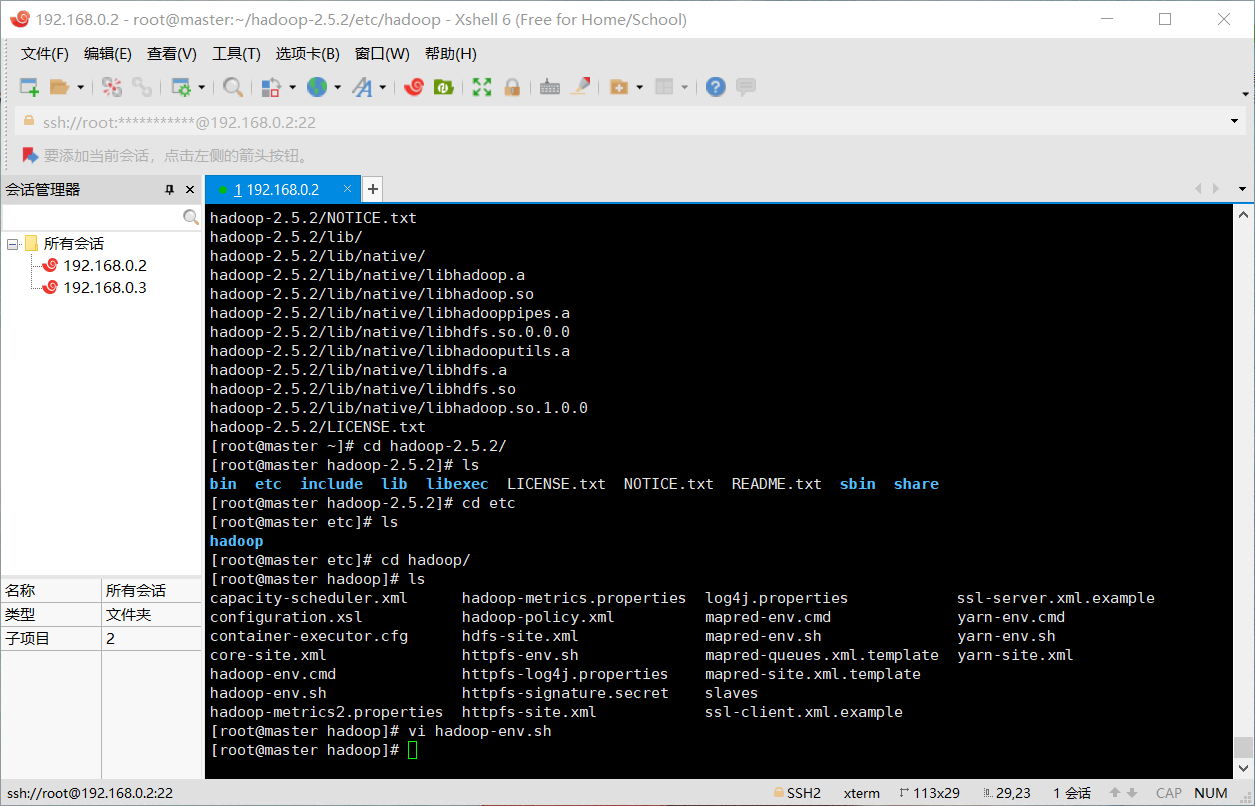 192.168.0.2 - root@master:~/hadoop-2.5.2/etc/hadoop - Xshell 6 (Free for Home/School)
文件(F) 编辑(E) 查看(V) 工具(T) 选项卡(B) 窗口(W) 帮助(H)
ssh://root:***********@192.168.0.2:22
要添加当前会话，点击左侧的箭头按钮。
会话管理器
1 192.168.0.2
所有会话
192.168.0.2
192.168.0.3
名称 所有会话
类型 文件夹
子项目 2
hadoop-2.5.2/NOTICE.txt
hadoop-2.5.2/lib/
hadoop-2.5.2/lib/native/
hadoop-2.5.2/lib/native/libhadoop.a
hadoop-2.5.2/lib/native/libhadoop.so
hadoop-2.5.2/lib/native/libhadooppipes.a
hadoop-2.5.2/lib/native/libhdfs.so.0.0.0
hadoop-2.5.2/lib/native/libhadooputils.a
hadoop-2.5.2/lib/native/libhdfs.a
hadoop-2.5.2/lib/native/libhdfs.so
hadoop-2.5.2/lib/native/libhadoop.so.1.0.0
hadoop-2.5.2/LICENSE.txt
[root@master ~]# cd hadoop-2.5.2/
[root@master hadoop-2.5.2]# ls
bin etc include lib libexec LICENSE.txt NOTICE.txt README.txt sbin share
[root@master hadoop-2.5.2]# cd etc
[root@master etc]# ls
hadoop
[root@master etc]# cd hadoop/
[root@master hadoop]# ls
capacity-scheduler.xml hadoop-metrics.properties log4j.properties ssl-server.xml.example
configuration.xsl hadoop-policy.xml mapred-env.cmd yarn-env.cmd
container-executor.cfg hdfs-site.xml mapred-env.sh yarn-env.sh
core-site.xml httpfs-env.sh mapred-queues.xml.template yarn-site.xml
hadoop-env.cmd httpfs-log4j.properties mapred-site.xml.template
hadoop-env.sh httpfs-signature.secret slaves
hadoop-metrics2.properties httpfs-site.xml ssl-client.xml.example
[root@master hadoop]# vi hadoop-env.sh
[root@master hadoop]#
ssh://root@192.168.0.2:22 SSH2 xterm 113x29 29,23 1 会话 CAP NUM